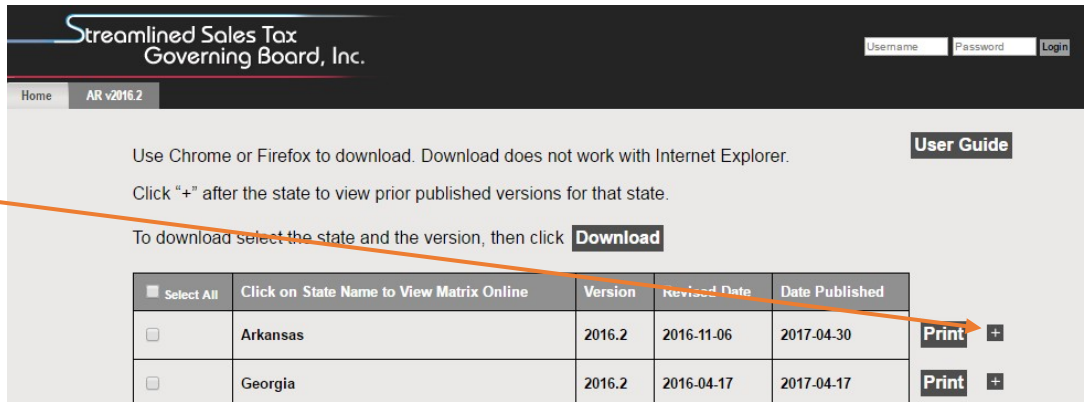 Streamlined Sales Tax
Governing Board, Inc.
Username Password Login
Home AR v2016.2
User Guide
Use Chrome or Firefox to download. Download does not work with Internet Explorer.
Click "+" after the state to view prior published versions for that state.
To download select the state and the version, then click Download
Select All Click on State Name to View Matrix Online Version Revised Date Date Published
Arkansas 2016.2 2016-11-06 2017-04-30 Print +
Georgia 2016.2 2016-04-17 2017-04-17 Print +